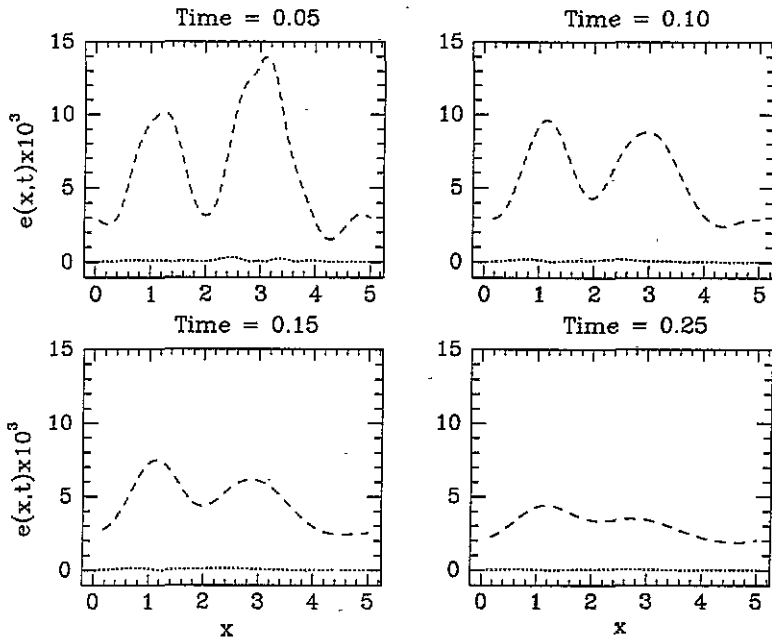 Time = 0.05
Time = 0.10
15
10
5
0
e(x,t)x10³
0 1 2 3 4 5
15
10
5
0
0 1 2 3 4 5
Time = 0.15
Time = 0.25
15
10
5
0
e(x,t)x10³
0 1 2 3 4 5
x
15
10
5
0
0 1 2 3 4 5
x